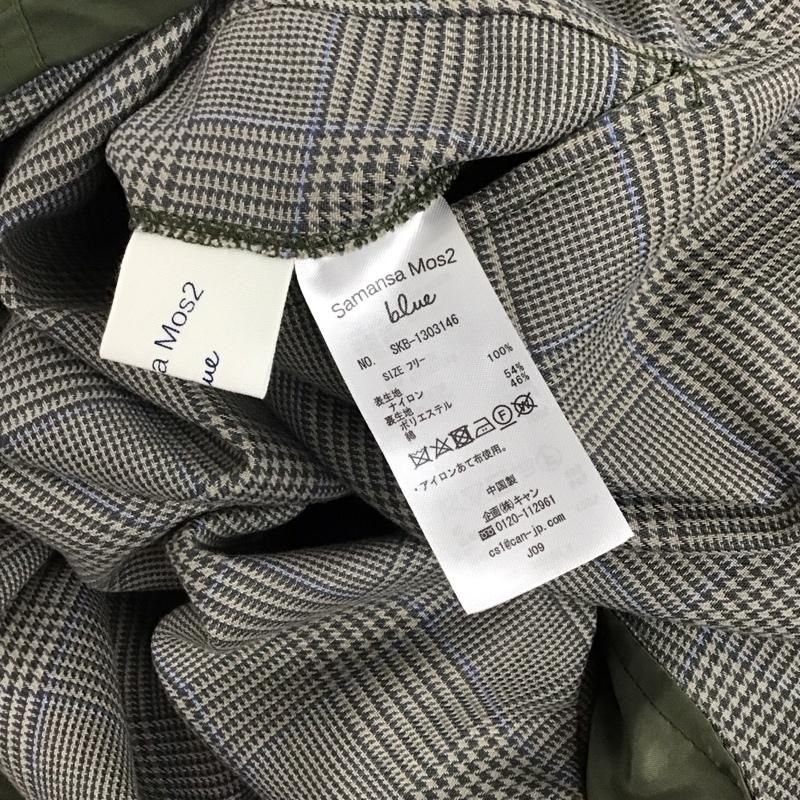 a Mos2
ue
Samansa Mos2
blue
NO. SKB-1303146
SIZE フリー
表生地
ナイロン 100%
裏生地
ポリエステル 54%
綿 46%
F
・アイロンあて布使用。
中国製
企画(株)キャン
0120-112961
cs1@can-jp.com
J09